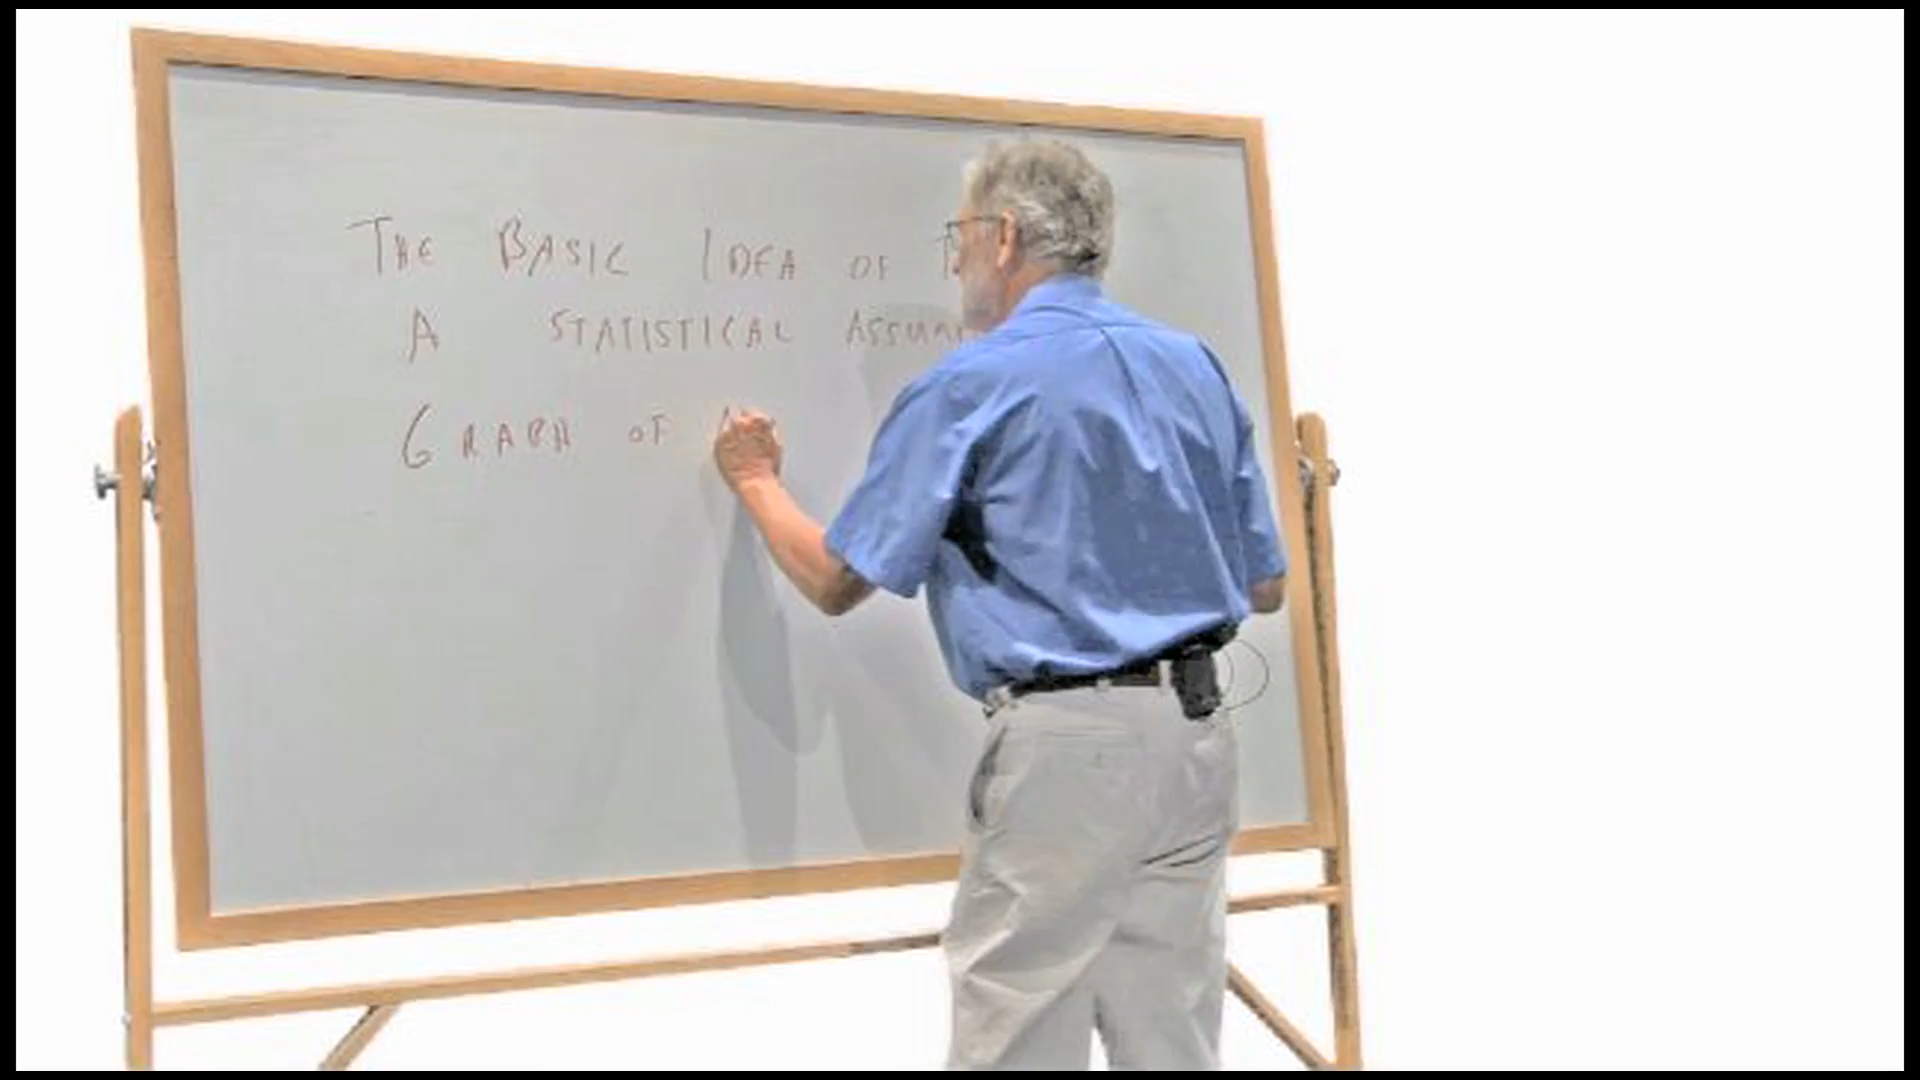 THE BASIC IDEA OF
A STATISTICAL
GRAPH OF